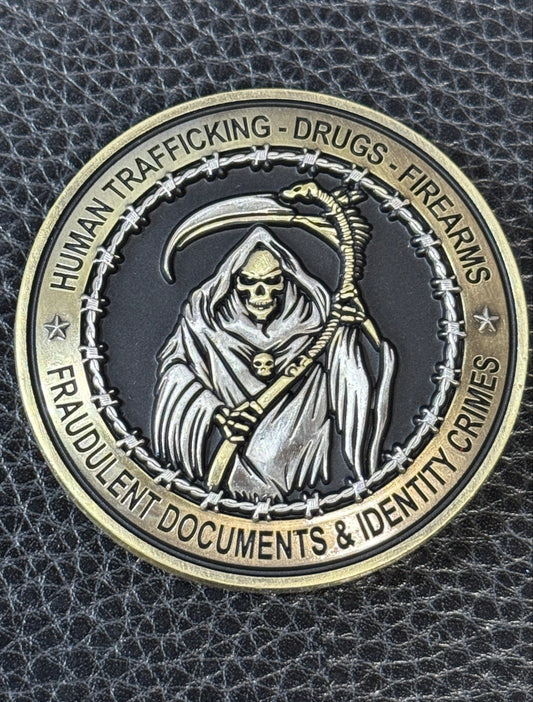 HUMAN TRAFFICKING - DRUGS - FIREARMS
FRAUDULENT DOCUMENTS & IDENTITY CRIMES